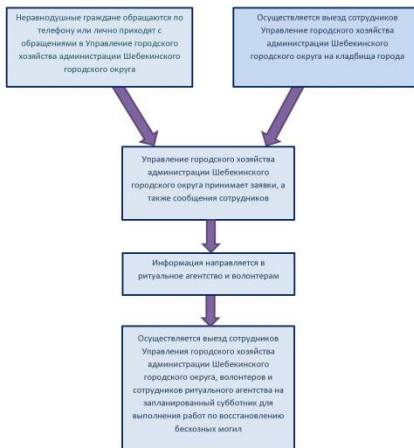 Неравнодушные граждане обращаются по
телефону или лично приходят с
обращениями в Управление городского
хозяйства администрации Шебекинского
городского округа
Осуществляется выезд сотрудников
Управление городского хозяйства
администрации Шебекинского
городского округа на кладбища города
Управление городского хозяйства
администрации Шебекинского
городского округа принимает заявки, а
также сообщения сотрудников
Информация направляется в
ритуальное агентство и волонтерам
Осуществляется выезд сотрудников
Управления городского хозяйства
администрации Шебекинского
городского округа, волонтеров и
сотрудников ритуального агентства на
запланированный субботник для
выполнения работ по восстановлению
бесхозных могил